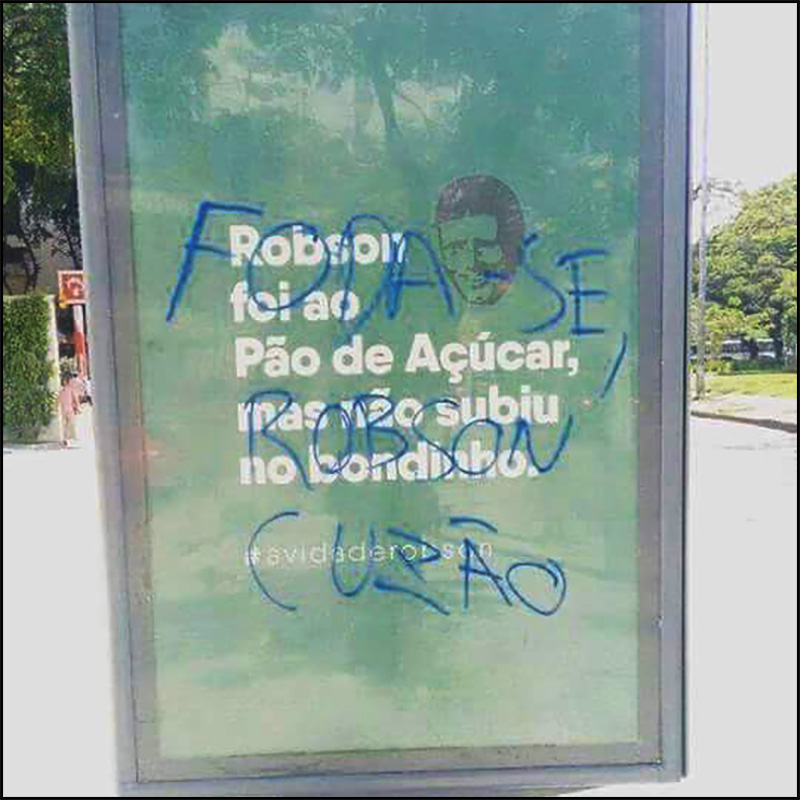 Robson
foi ao
Pão de Açúcar,
mas não subiu
no bondinho.
#avidaderobson
FODA-SE,
ROBSON
CUZÃO